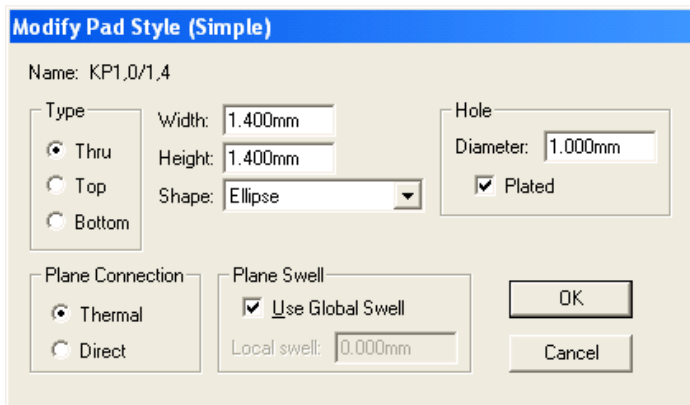 Modify Pad Style (Simple)
Name: KP1,0/1,4
Type
Thru
Top
Bottom
Width: 1.400mm
Height: 1.400mm
Shape: Ellipse
Hole
Diameter: 1.000mm
Plated
Plane Connection
Thermal
Direct
Plane Swell
Use Global Swell
Local swell: 0.000mm
OK
Cancel